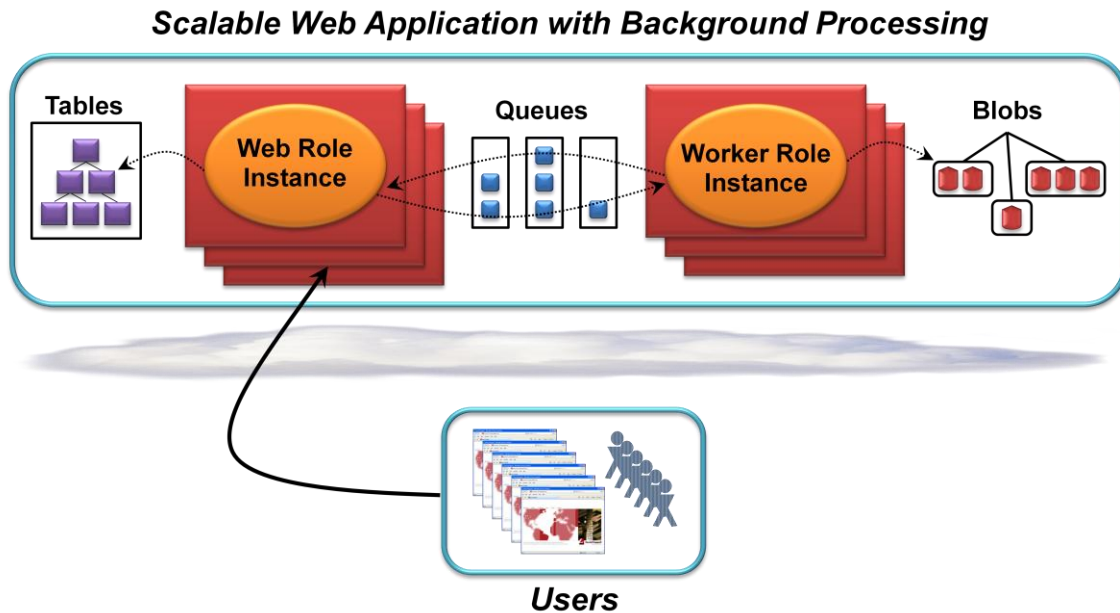 Scalable Web Application with Background Processing
Tables
Web Role
Instance
Queues
Worker Role
Instance
Blobs
Users